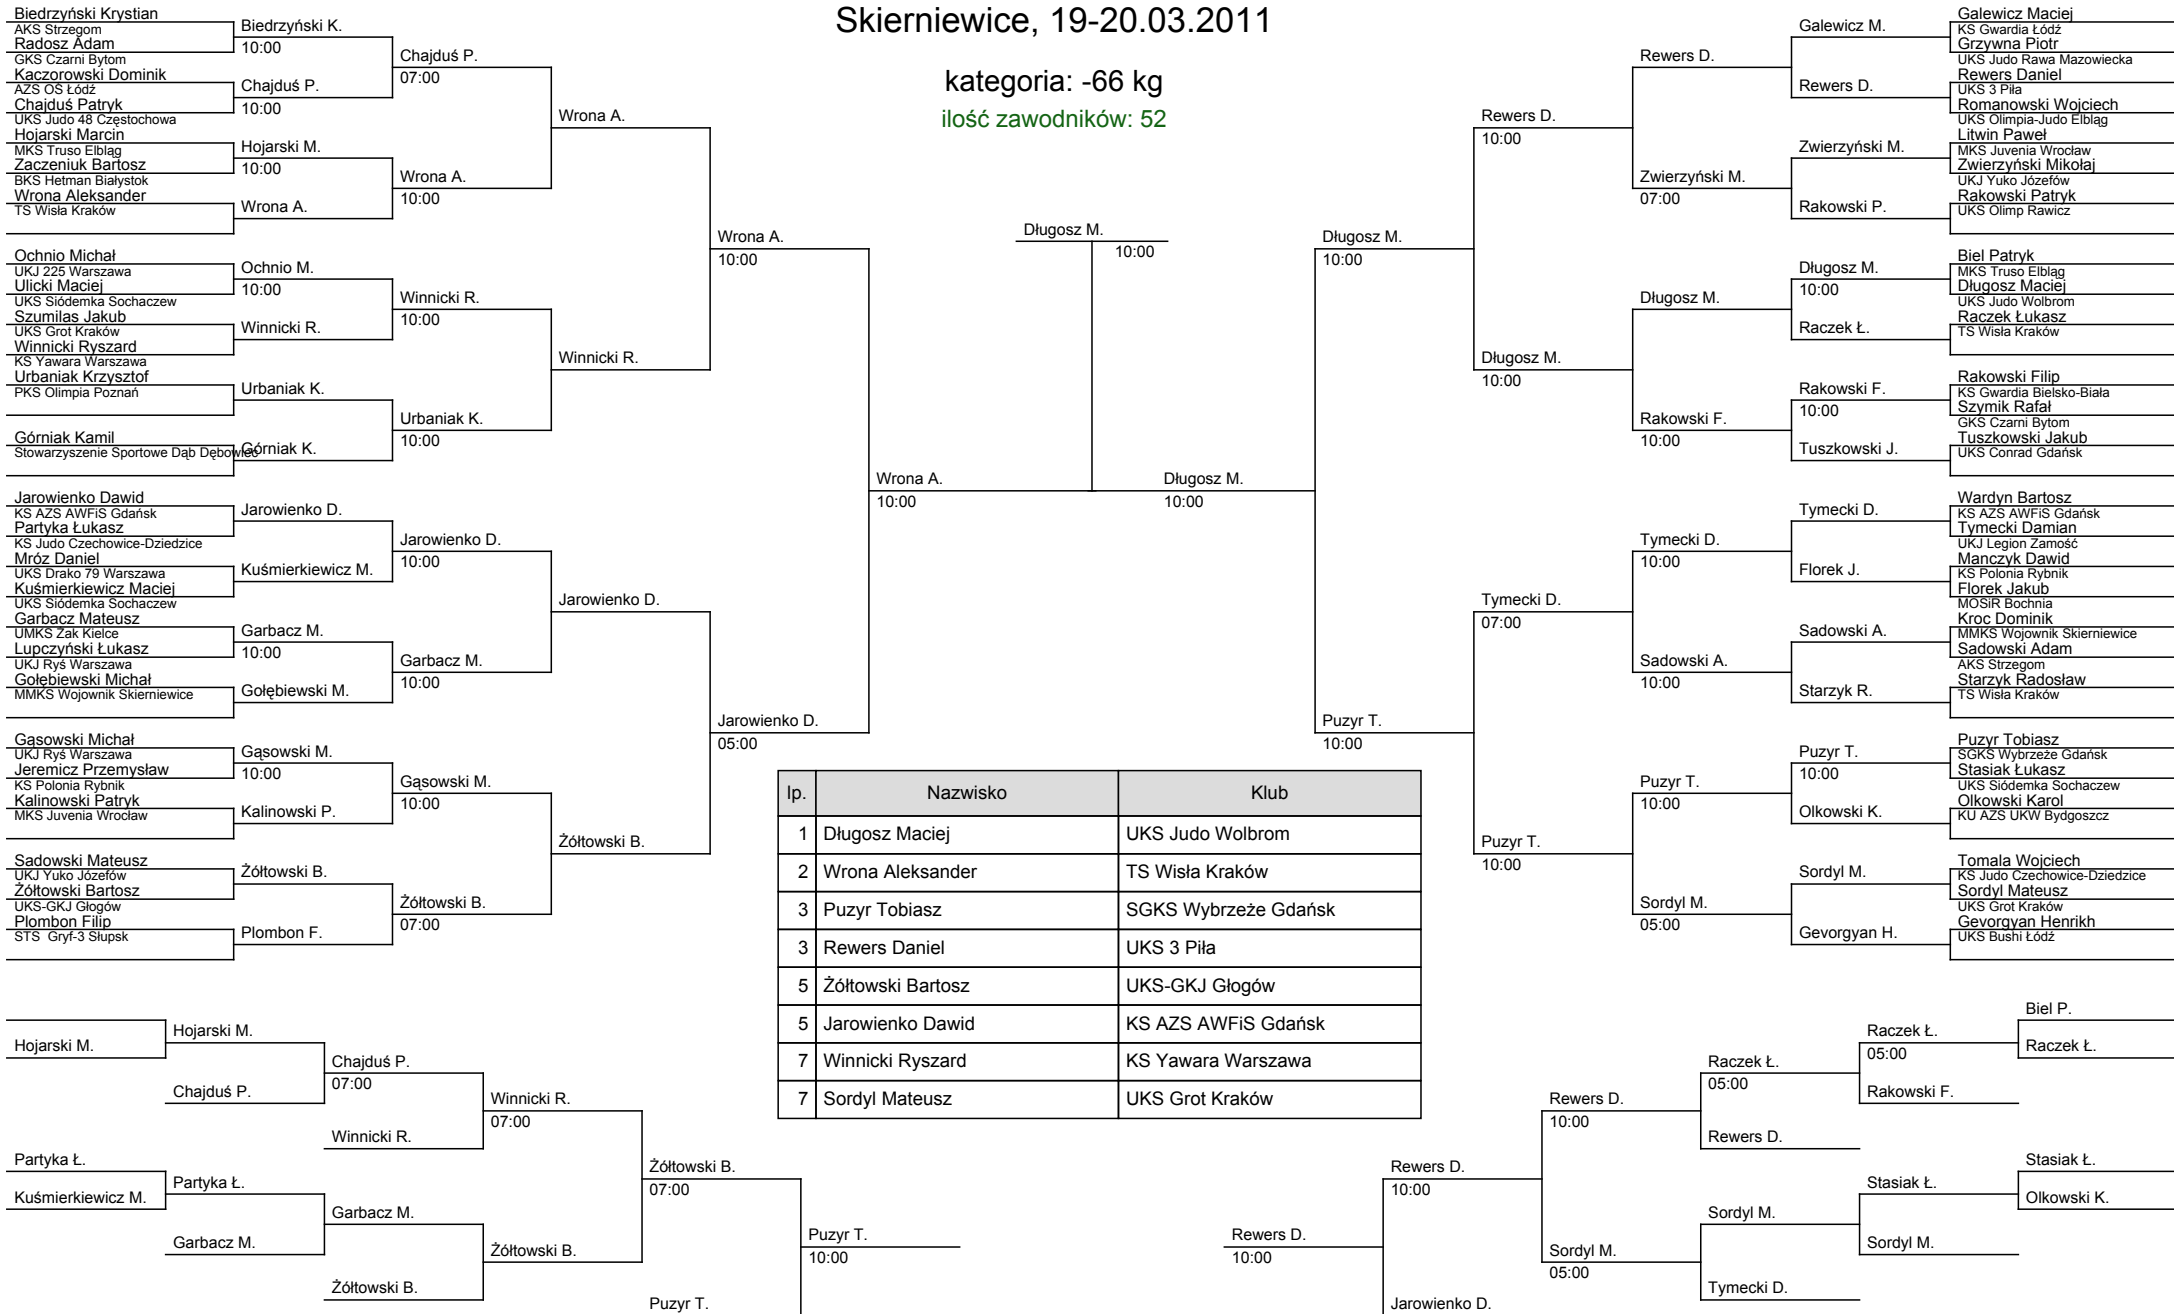 Skierniewice, 19-20.03.2011
kategoria: -66 kg
ilość zawodników: 52
Biedrzyński Krystian
AKS Strzegom
Radosz Adam
GKS Czarni Bytom
Kaczorowski Dominik
AZS OŚ Łódź
Chajduś Patryk
UKS Judo 48 Częstochowa
Hojarski Marcin
MKS Truso Elbląg
Zaczeniuk Bartosz
BKS Hetman Białystok
Wrona Aleksander
TS Wisła Kraków
Ochnio Michał
UKJ 225 Warszawa
Ulicki Maciej
UKS Siódemka Sochaczew
Szumilas Jakub
UKS Grot Kraków
Winnicki Ryszard
KS Yawara Warszawa
Urbaniak Krzysztof
PKS Olimpia Poznań
Górniak Kamil
Stowarzyszenie Sportowe Dąb Dębowiec
Jarowienko Dawid
KS AZS AWFiS Gdańsk
Partyka Łukasz
KS Judo Czechowice-Dziedzice
Mróz Daniel
UKS Drako 79 Warszawa
Kuśmierkiewicz Maciej
UKS Siódemka Sochaczew
Garbacz Mateusz
UMKS Żak Kielce
Lupczyński Łukasz
UKJ Ryś Warszawa
Gołębiewski Michał
MMKS Wojownik Skierniewice
Gąsowski Michał
UKJ Ryś Warszawa
Jeremicz Przemysław
KS Polonia Rybnik
Kalinowski Patryk
MKS Juvenia Wrocław
Sadowski Mateusz
UKJ Yuko Józefów
Żółtowski Bartosz
UKS-GKJ Głogów
Plombon Filip
STS Gryf-3 Słupsk
Biedrzyński K.
10:00
Chajduś P.
10:00
Hojarski M.
10:00
Wrona A.
Ochnio M.
10:00
Winnicki R.
Urbaniak K.
Górniak K.
Jarowienko D.
Kuśmierkiewicz M.
Garbacz M.
10:00
Gołębiewski M.
Gąsowski M.
10:00
Kalinowski P.
Żółtowski B.
Plombon F.
Chajduś P.
07:00
Wrona A.
10:00
Winnicki R.
10:00
Urbaniak K.
10:00
Jarowienko D.
10:00
Garbacz M.
10:00
Gąsowski M.
10:00
Żółtowski B.
07:00
Wrona A.
Winnicki R.
Jarowienko D.
Żółtowski B.
Wrona A.
10:00
Jarowienko D.
05:00
Wrona A.
10:00
Długosz M.
10:00
Długosz M.
10:00
Długosz M.
10:00
Puzyr T.
10:00
Rewers D.
10:00
Długosz M.
10:00
Tymecki D.
07:00
Puzyr T.
10:00
Rewers D.
Zwierzyński M.
07:00
Długosz M.
Rakowski F.
10:00
Tymecki D.
10:00
Sadowski A.
10:00
Puzyr T.
10:00
Sordyl M.
05:00
Galewicz M.
Rewers D.
Zwierzyński M.
Rakowski P.
Długosz M.
10:00
Raczek Ł.
Rakowski F.
10:00
Tuszkowski J.
Tymecki D.
Florek J.
Sadowski A.
Starzyk R.
Puzyr T.
10:00
Olkowski K.
Sordyl M.
Gevorgyan H.
Galewicz Maciej
KS Gwardia Łódź
Grzywna Piotr
UKS Judo Rawa Mazowiecka
Rewers Daniel
UKS 3 Piła
Romanowski Wojciech
UKS Olimpia-Judo Elbląg
Litwin Paweł
MKS Juvenia Wrocław
Zwierzyński Mikołaj
UKJ Yuko Józefów
Rakowski Patryk
UKS Olimp Rawicz
Biel Patryk
MKS Truso Elbląg
Długosz Maciej
UKS Judo Wolbrom
Raczek Łukasz
TS Wisła Kraków
Rakowski Filip
KS Gwardia Bielsko-Biała
Szymik Rafał
GKS Czarni Bytom
Tuszkowski Jakub
UKS Conrad Gdańsk
Wardyn Bartosz
KS AZS AWFiS Gdańsk
Tymecki Damian
UKJ Legion Zamość
Manczyk Dawid
KS Polonia Rybnik
Florek Jakub
MOSiR Bochnia
Kroc Dominik
MMKS Wojownik Skierniewice
Sadowski Adam
AKS Strzegom
Starzyk Radosław
TS Wisła Kraków
Puzyr Tobiasz
SGKS Wybrzeże Gdańsk
Stasiak Łukasz
UKS Siódemka Sochaczew
Olkowski Karol
KU AZS UKW Bydgoszcz
Tomala Wojciech
KS Judo Czechowice-Dziedzice
Sordyl Mateusz
UKS Grot Kraków
Gevorgyan Henrikh
UKS Bushi Łódź
lp. Nazwisko Klub
1 Długosz Maciej UKS Judo Wolbrom
2 Wrona Aleksander TS Wisła Kraków
3 Puzyr Tobiasz SGKS Wybrzeże Gdańsk
3 Rewers Daniel UKS 3 Piła
5 Żółtowski Bartosz UKS-GKJ Głogów
5 Jarowienko Dawid KS AZS AWFiS Gdańsk
7 Winnicki Ryszard KS Yawara Warszawa
7 Sordyl Mateusz UKS Grot Kraków
Hojarski M.
Partyka Ł.
Kuśmierkiewicz M.
Hojarski M.
Chajduś P.
Partyka Ł.
Garbacz M.
Chajduś P.
07:00
Winnicki R.
Garbacz M.
Żółtowski B.
Winnicki R.
07:00
Żółtowski B.
Żółtowski B.
07:00
Puzyr T.
Puzyr T.
10:00
Rewers D.
10:00
Rewers D.
10:00
Jarowienko D.
Rewers D.
10:00
Sordyl M.
05:00
Raczek Ł.
05:00
Rewers D.
Sordyl M.
Tymecki D.
Raczek Ł.
05:00
Rakowski F.
Stasiak Ł.
Sordyl M.
Biel P.
Raczek Ł.
Stasiak Ł.
Olkowski K.